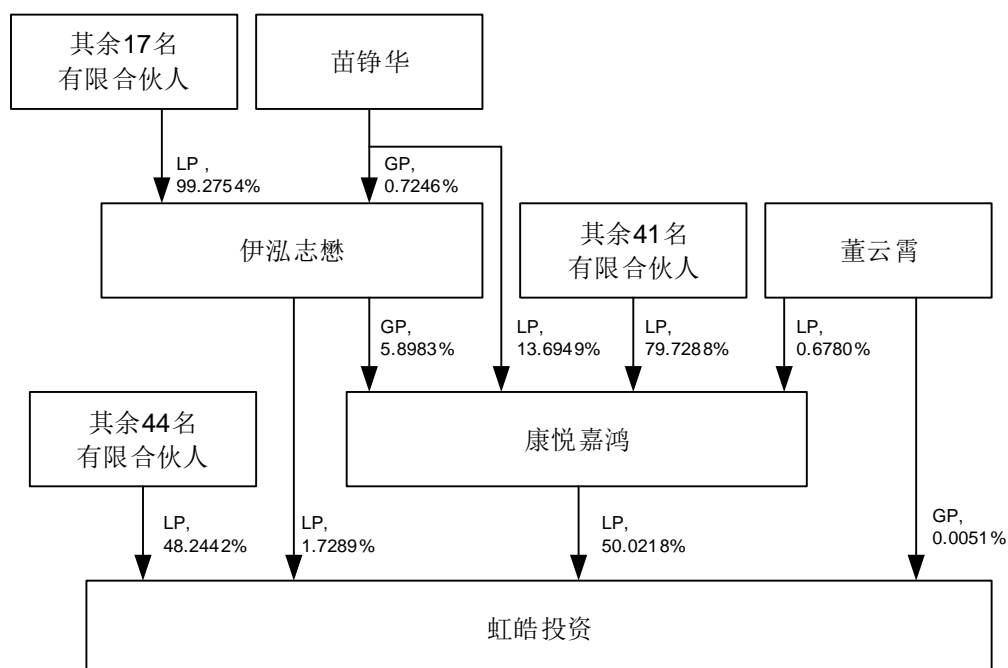 其余17名
有限合伙人
苗铮华
LP ,
99.2754%
GP,
0.7246%
伊泓志懋
其余41名
有限合伙人
董云霄
GP,
5.8983%
LP,
13.6949%
LP,
79.7288%
LP,
0.6780%
其余44名
有限合伙人
康悦嘉鸿
LP,
48.2442%
LP,
1.7289%
LP,
50.0218%
GP,
0.0051%
虹皓投资